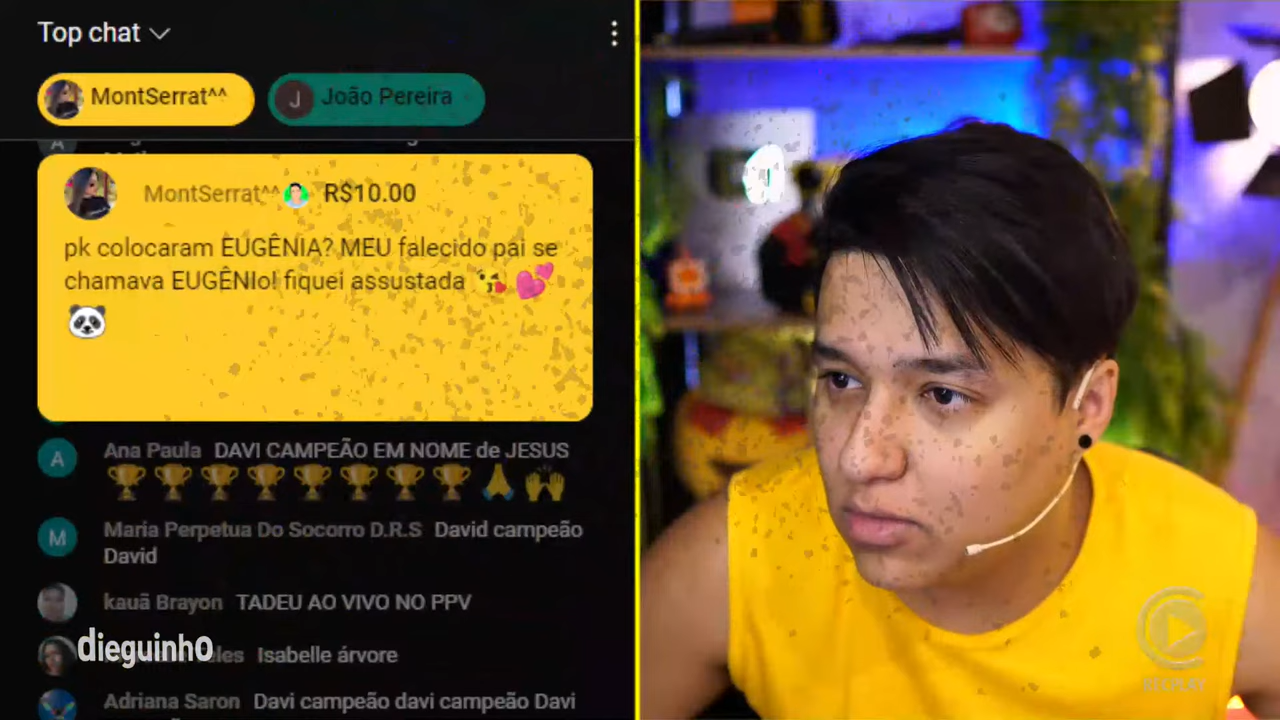 Top chat
MontSerrat^^
J João Pereira
A
MontSerrat^^ R$10.00
pk colocaram EUGÊNIA? MEU falecido pai se
chamava EUGÊNIo! fiquei assustada
A Ana Paula DAVI CAMPEÃO EM NOME de JESUS
M Maria Perpetua Do Socorro D.R.S David campeão
David
kauã Brayon TADEU AO VIVO NO PPV
dieguinhO
Isabelle árvore
Adriana Saron Davi campeão davi campeão Davi
REEPLAY